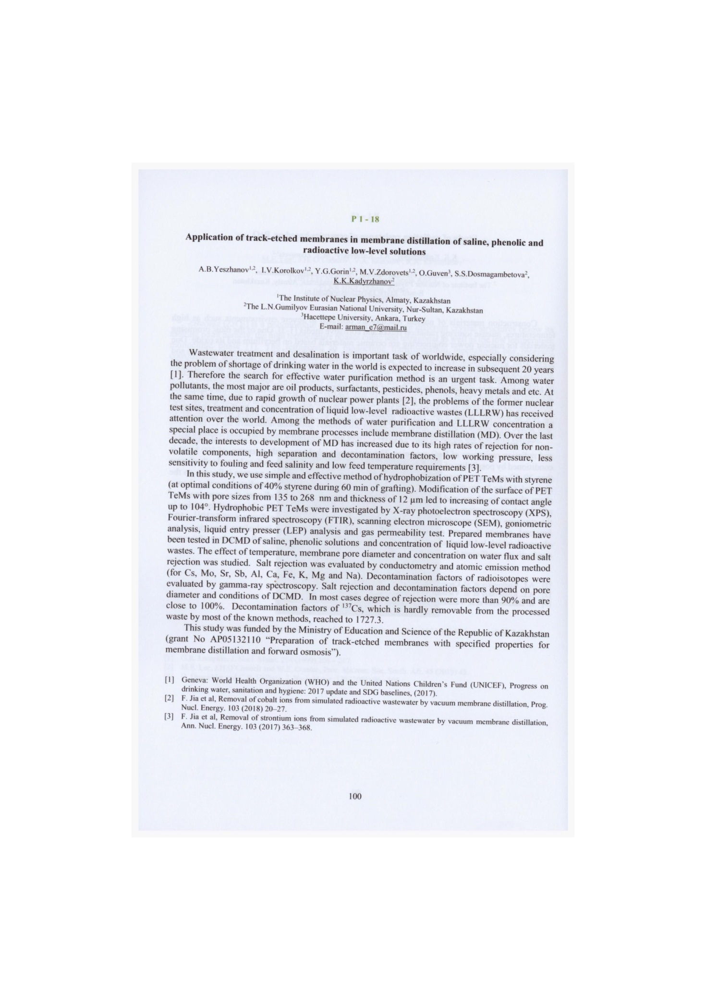 P 1 - 18
Application of track-etched membranes in membrane distillation of saline, phenolic and
radioactive low-level solutions
A.B.Yeszhanov1,2, I.V.Korolkov1,2, Y.G.Gorin1,2, M.V.Zdorovets1,2, O.Guven3, S.S.Dosmagambetova2,
K.K.Kadyrzhanov2
1The Institute of Nuclear Physics, Almaty, Kazakhstan
2The L.N.Gumilyov Eurasian National University, Nur-Sultan, Kazakhstan
3Hacettepe University, Ankara, Turkey
E-mail: arman_e7@mail.ru
Wastewater treatment and desalination is important task of worldwide, especially considering
the problem of shortage of drinking water in the world is expected to increase in subsequent 20 years
[1]. Therefore the search for effective water purification method is an urgent task. Among water
pollutants, the most major are oil products, surfactants, pesticides, phenols, heavy metals and etc. At
the same time, due to rapid growth of nuclear power plants [2], the problems of the former nuclear
test sites, treatment and concentration of liquid low-level radioactive wastes (LLLRW) has received
attention over the world. Among the methods of water purification and LLLRW concentration a
special place is occupied by membrane processes include membrane distillation (MD). Over the last
decade, the interests to development of MD has increased due to its high rates of rejection for non-
volatile components, high separation and decontamination factors, low working pressure, less
sensitivity to fouling and feed salinity and low feed temperature requirements [3].
In this study, we use simple and effective method of hydrophobization of PET TeMs with styrene
(at optimal conditions of 40% styrene during 60 min of grafting). Modification of the surface of PET
TeMs with pore sizes from 135 to 268 nm and thickness of 12 µm led to increasing of contact angle
up to 104°. Hydrophobic PET TeMs were investigated by X-ray photoelectron spectroscopy (XPS),
Fourier-transform infrared spectroscopy (FTIR), scanning electron microscope (SEM), goniometric
analysis, liquid entry presser (LEP) analysis and gas permeability test. Prepared membranes have
been tested in DCMD of saline, phenolic solutions and concentration of liquid low-level radioactive
wastes. The effect of temperature, membrane pore diameter and concentration on water flux and salt
rejection was studied. Salt rejection was evaluated by conductometry and atomic emission method
(for Cs, Mo, Sr, Sb, Al, Ca, Fe, K, Mg and Na). Decontamination factors of radioisotopes were
evaluated by gamma-ray spectroscopy. Salt rejection and decontamination factors depend on pore
diameter and conditions of DCMD. In most cases degree of rejection were more than 90% and are
close to 100%. Decontamination factors of 137Cs, which is hardly removable from the processed
waste by most of the known methods, reached to 1727.3.
This study was funded by the Ministry of Education and Science of the Republic of Kazakhstan
(grant No AP05132110 “Preparation of track-etched membranes with specified properties for
membrane distillation and forward osmosis”).
[1] Geneva: World Health Organization (WHO) and the United Nations Children’s Fund (UNICEF), Progress on
drinking water, sanitation and hygiene: 2017 update and SDG baselines, (2017).
[2] F. Jia et al, Removal of cobalt ions from simulated radioactive wastewater by vacuum membrane distillation, Prog.
Nucl. Energy. 103 (2018) 20–27.
[3] F. Jia et al, Removal of strontium ions from simulated radioactive wastewater by vacuum membrane distillation,
Ann. Nucl. Energy. 103 (2017) 363–368.
100